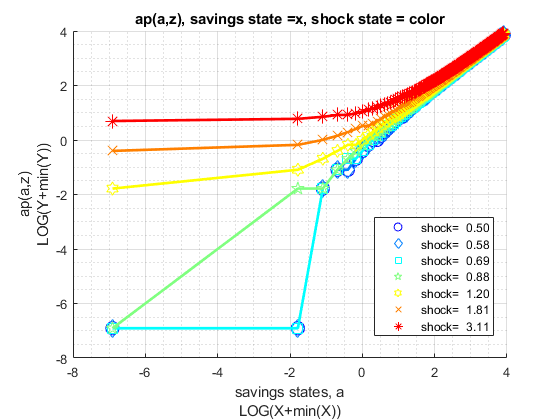 ap(a,z), savings state =x, shock state = color
4
2
0
-2
-4
-6
-8
ap(a,z)
LOG(Y+min(Y))
shock= 0.50
shock= 0.58
shock= 0.69
shock= 0.88
shock= 1.20
shock= 1.81
shock= 3.11
-8 -6 -4 -2 0 2 4
savings states, a
LOG(X+min(X))